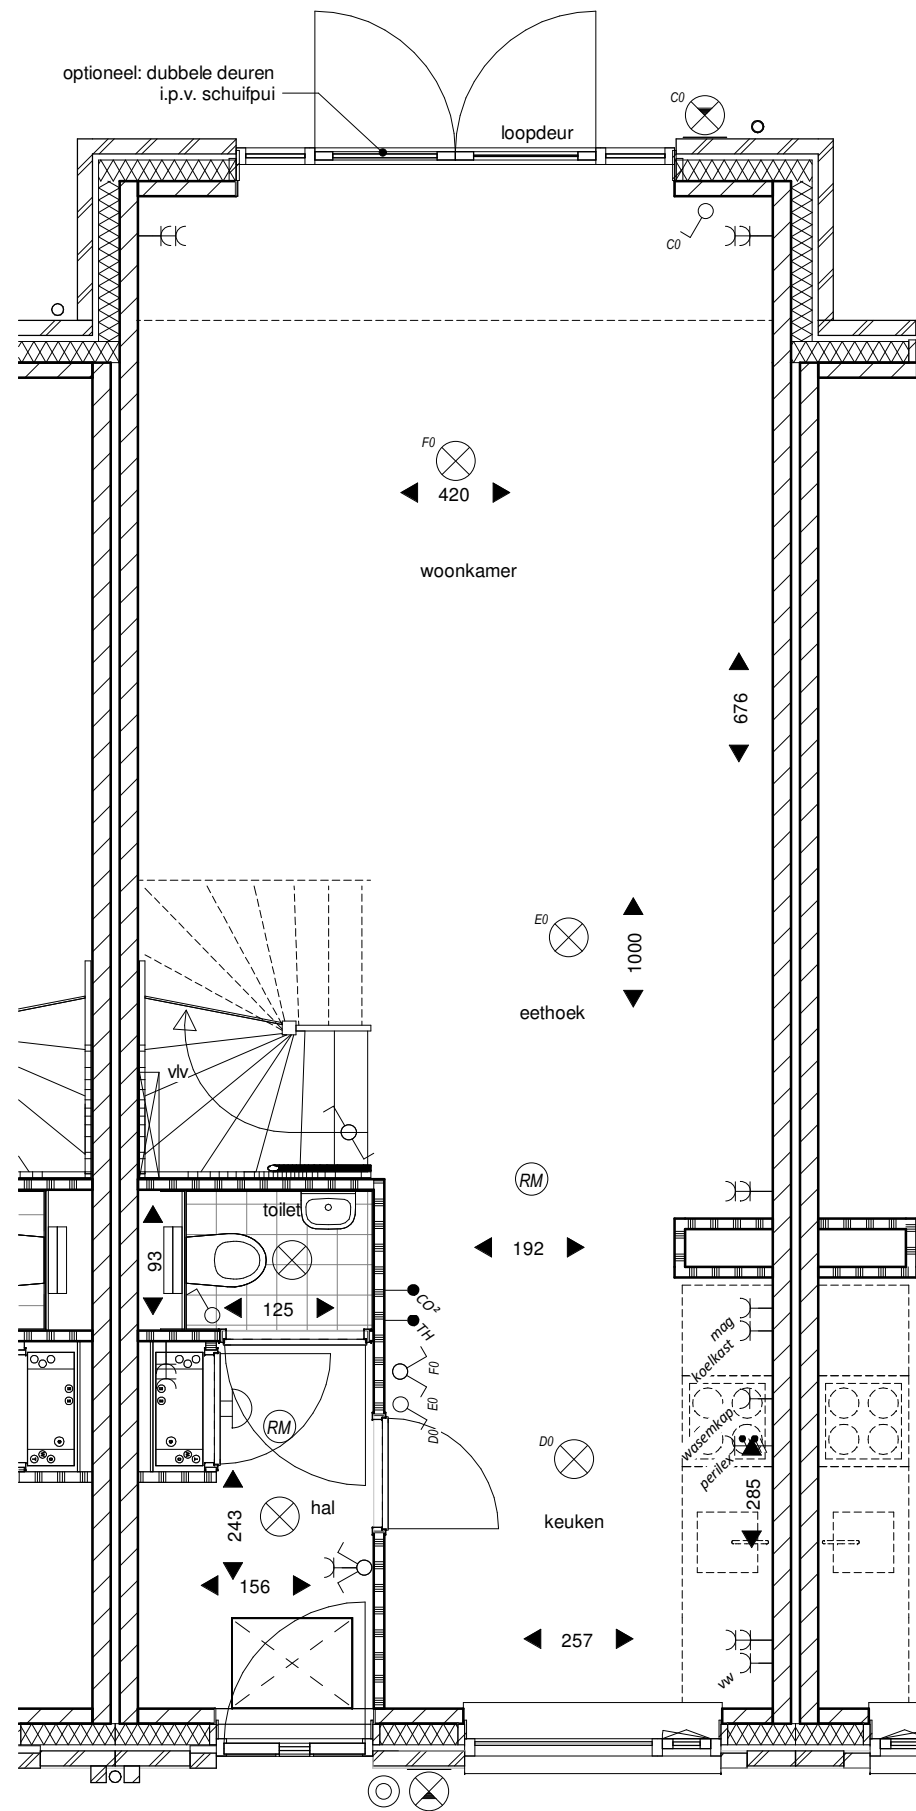 optioneel: dubbele deuren
i.p.v. schuifpui
loopdeur
C0
C0
F0
420
woonkamer
676
E0
1000
eethoek
vlv
RM
toilet
93
192
125
CO²
TH
mag
koelkast
F0
E0
D0
wasemkap
perilex
RM
D0
285
hal
243
keuken
156
257
vw